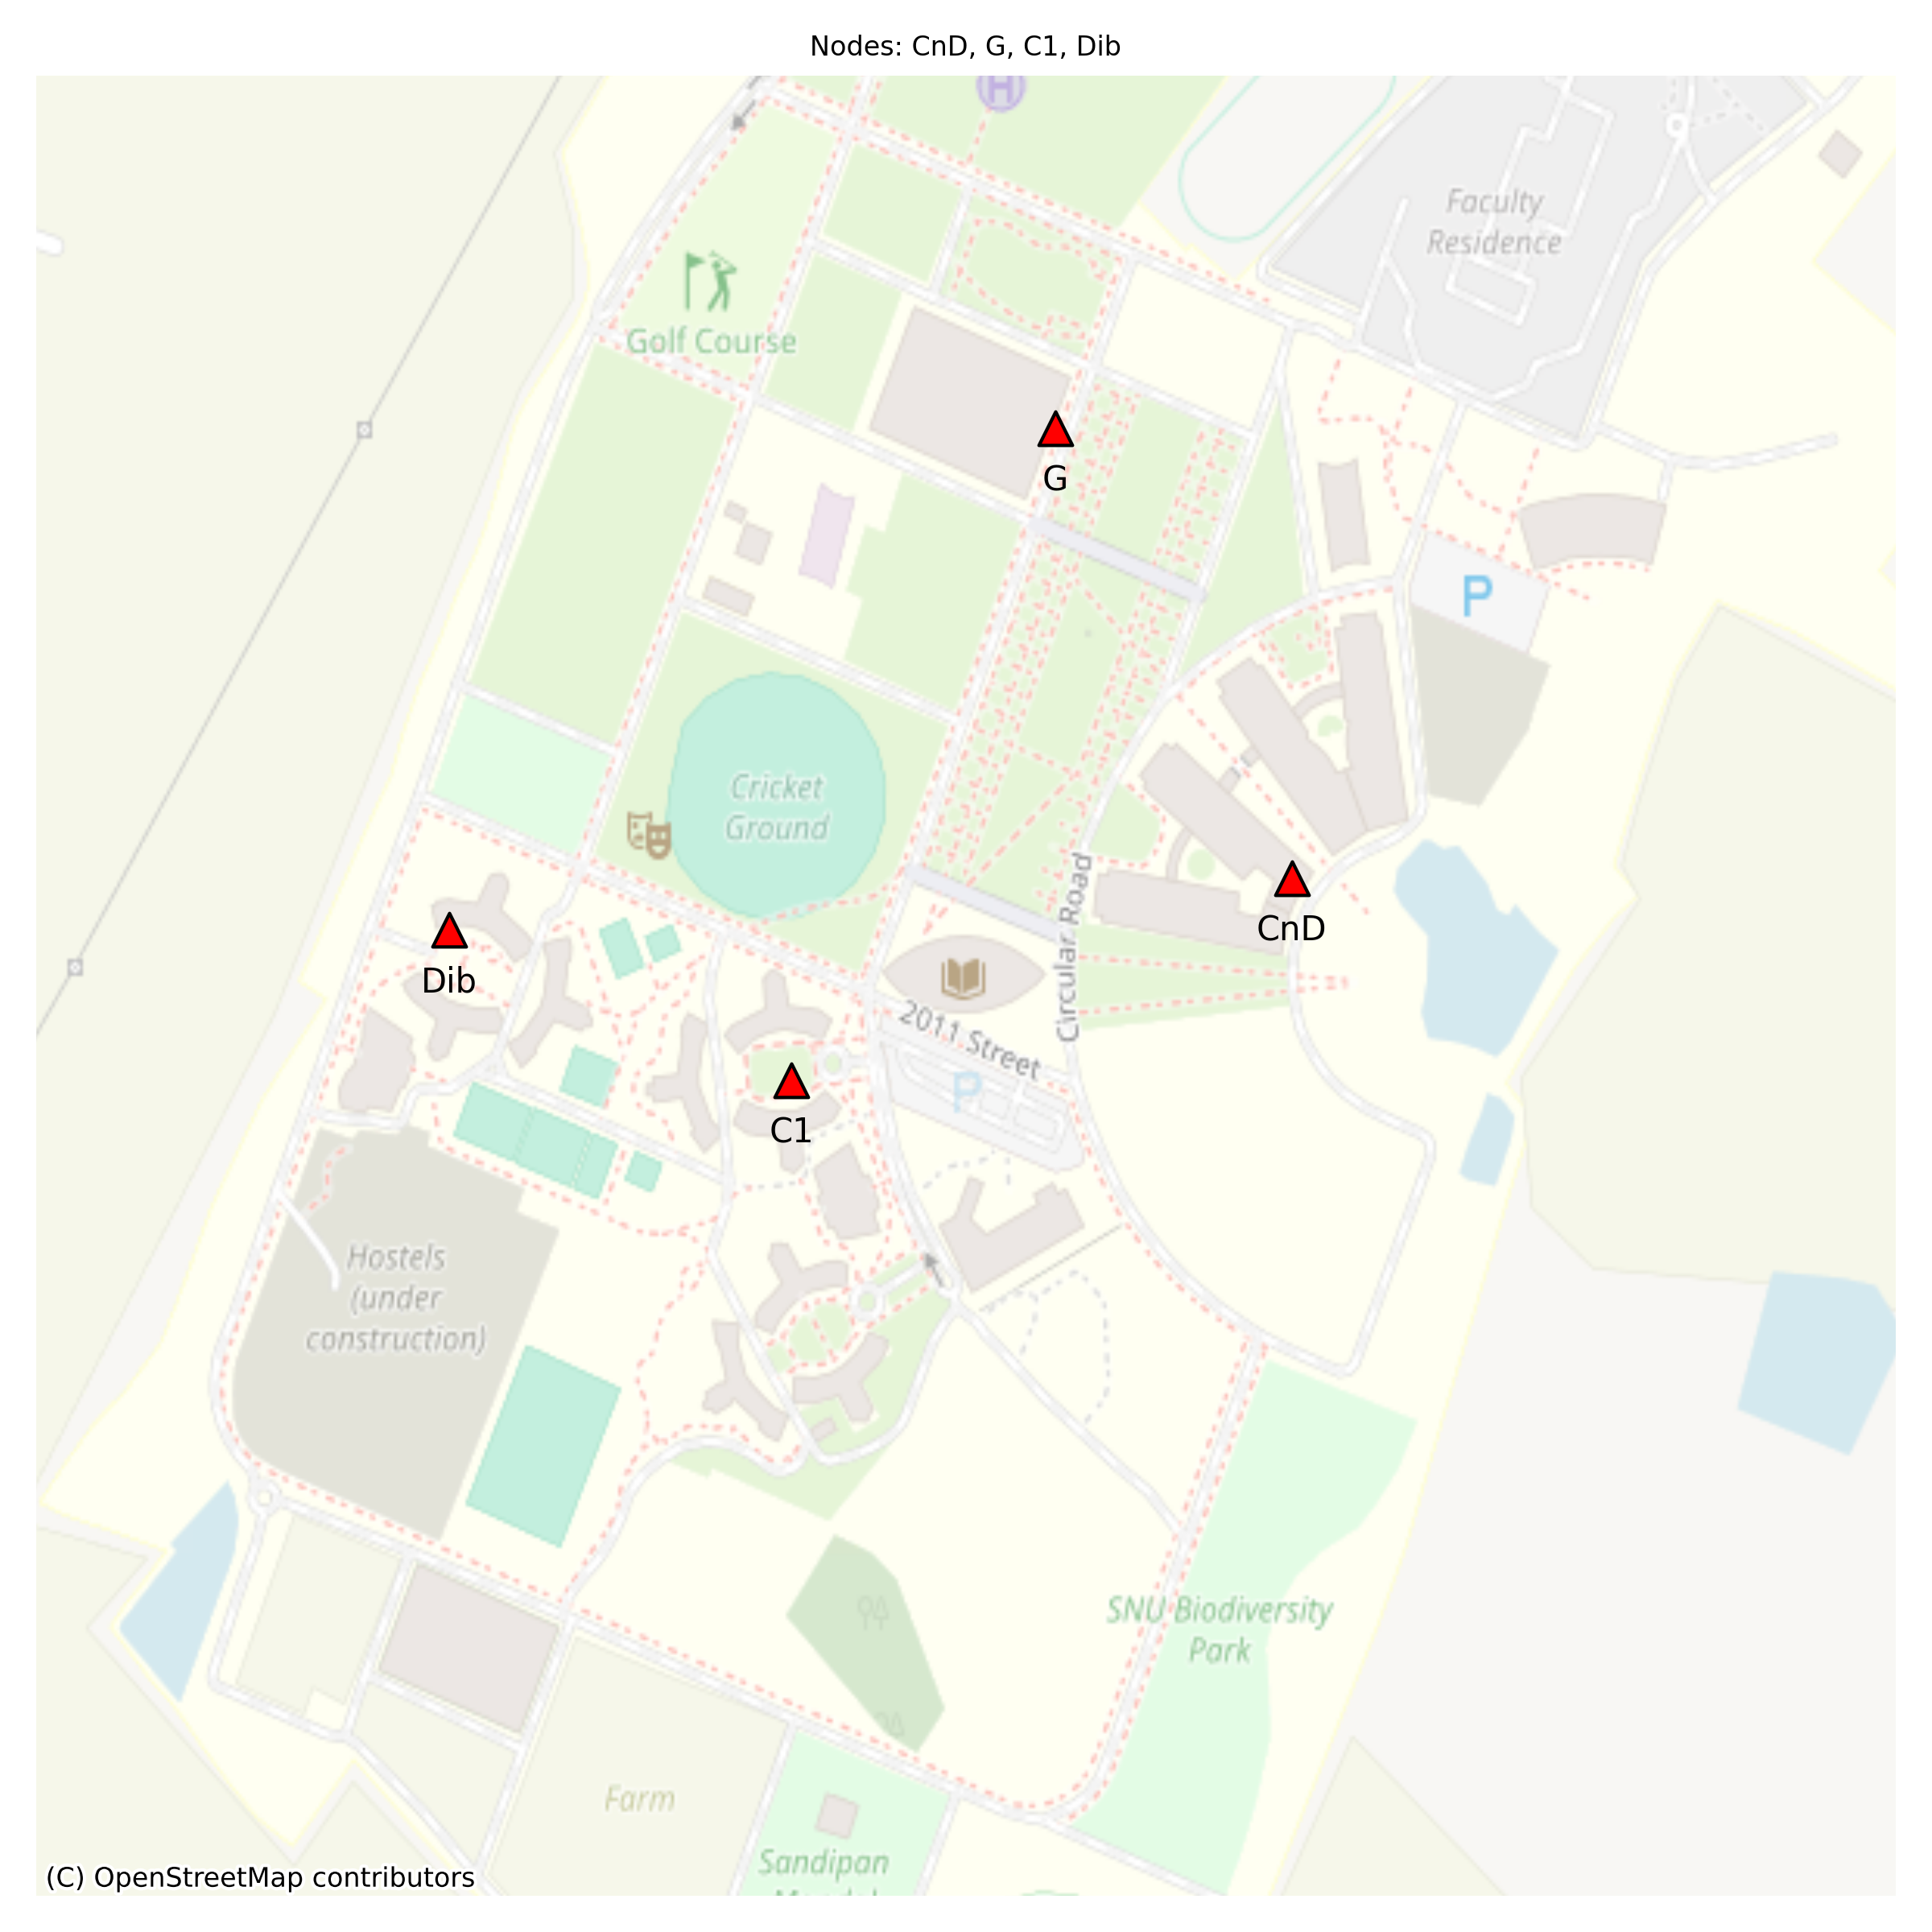 Nodes: CnD, G, C1, Dib
H
Faculty
Residence
Golf Course
G
P
Cricket
Ground
Circular Road
CnD
Dib
2011 Street
P
C1
Hostels
(under
construction)
SNU Biodiversity
Park
Farm
Sandipan
(C) OpenStreetMap contributors